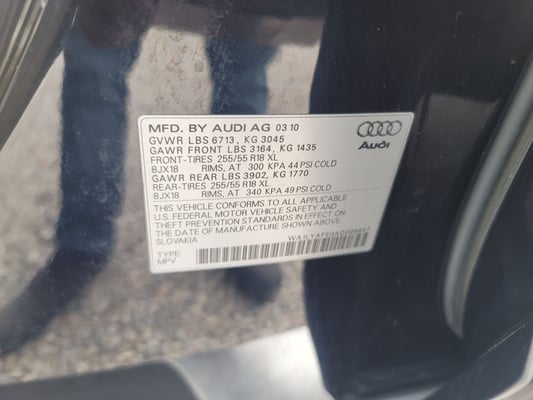 MFD. BY AUDI AG 03 10
GVWR LBS 6713, KG 3045
GAWR FRONT LBS 3164, KG 1435
FRONT-TIRES 255/55 R18 XL
8JX18 RIMS, AT 300 KPA 44 PSI COLD
GAWR REAR LBS 3902, KG 1770
REAR-TIRES 255/55 R18 XL
8JX18 RIMS, AT 340 KPA 49 PSI COLD
THIS VEHICLE CONFORMS TO ALL APPLICABLE
U.S. FEDERAL MOTOR VEHICLE SAFETY AND
THEFT PREVENTION STANDARDS IN EFFECT ON
THE DATE OF MANUFACTURE SHOWN ABOVE
SLOVAKIA
TYPE:
MPV
Audi